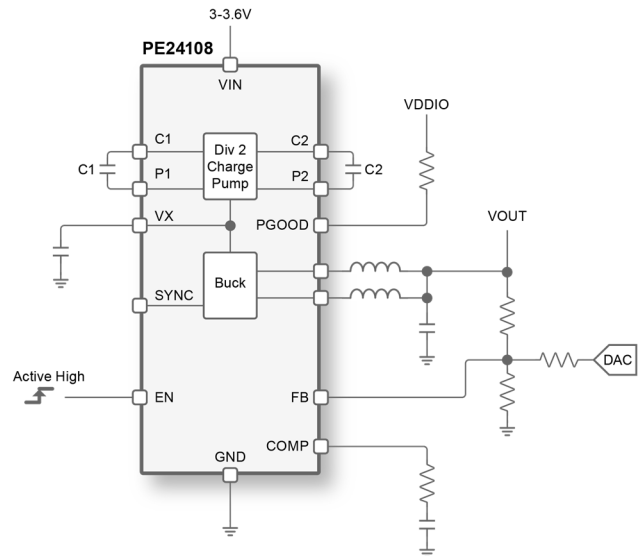 3-3.6V
PE24108
VIN
VDDIO
C1
C2
Div 2
Charge
Pump
C1
C2
P1
P2
VX
PGOOD
VOUT
Buck
SYNC
DAC
Active High
EN
FB
COMP
GND